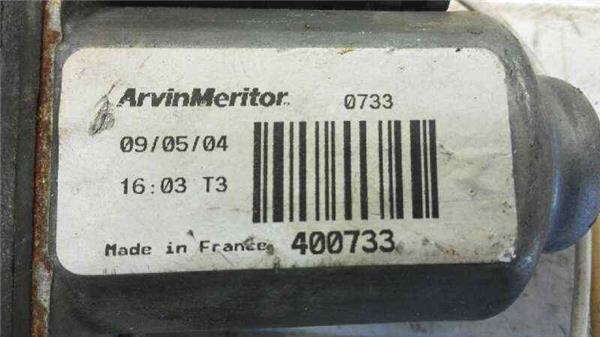 ArvinMeritor 0733
09/05/04
16:03 T3
Made in France 400733